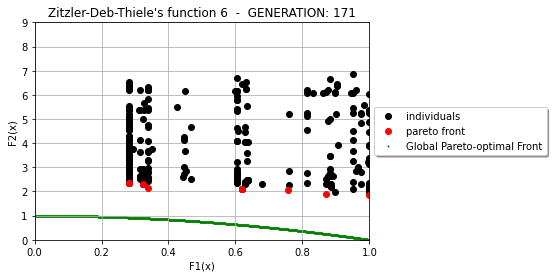 Zitzler-Deb-Thiele's function 6 - GENERATION: 171
F2(x)
9
8
7
6
5
4
3
2
1
0
0.0 0.2 0.4 0.6 0.8 1.0
F1(x)
individuals
pareto front
Global Pareto-optimal Front